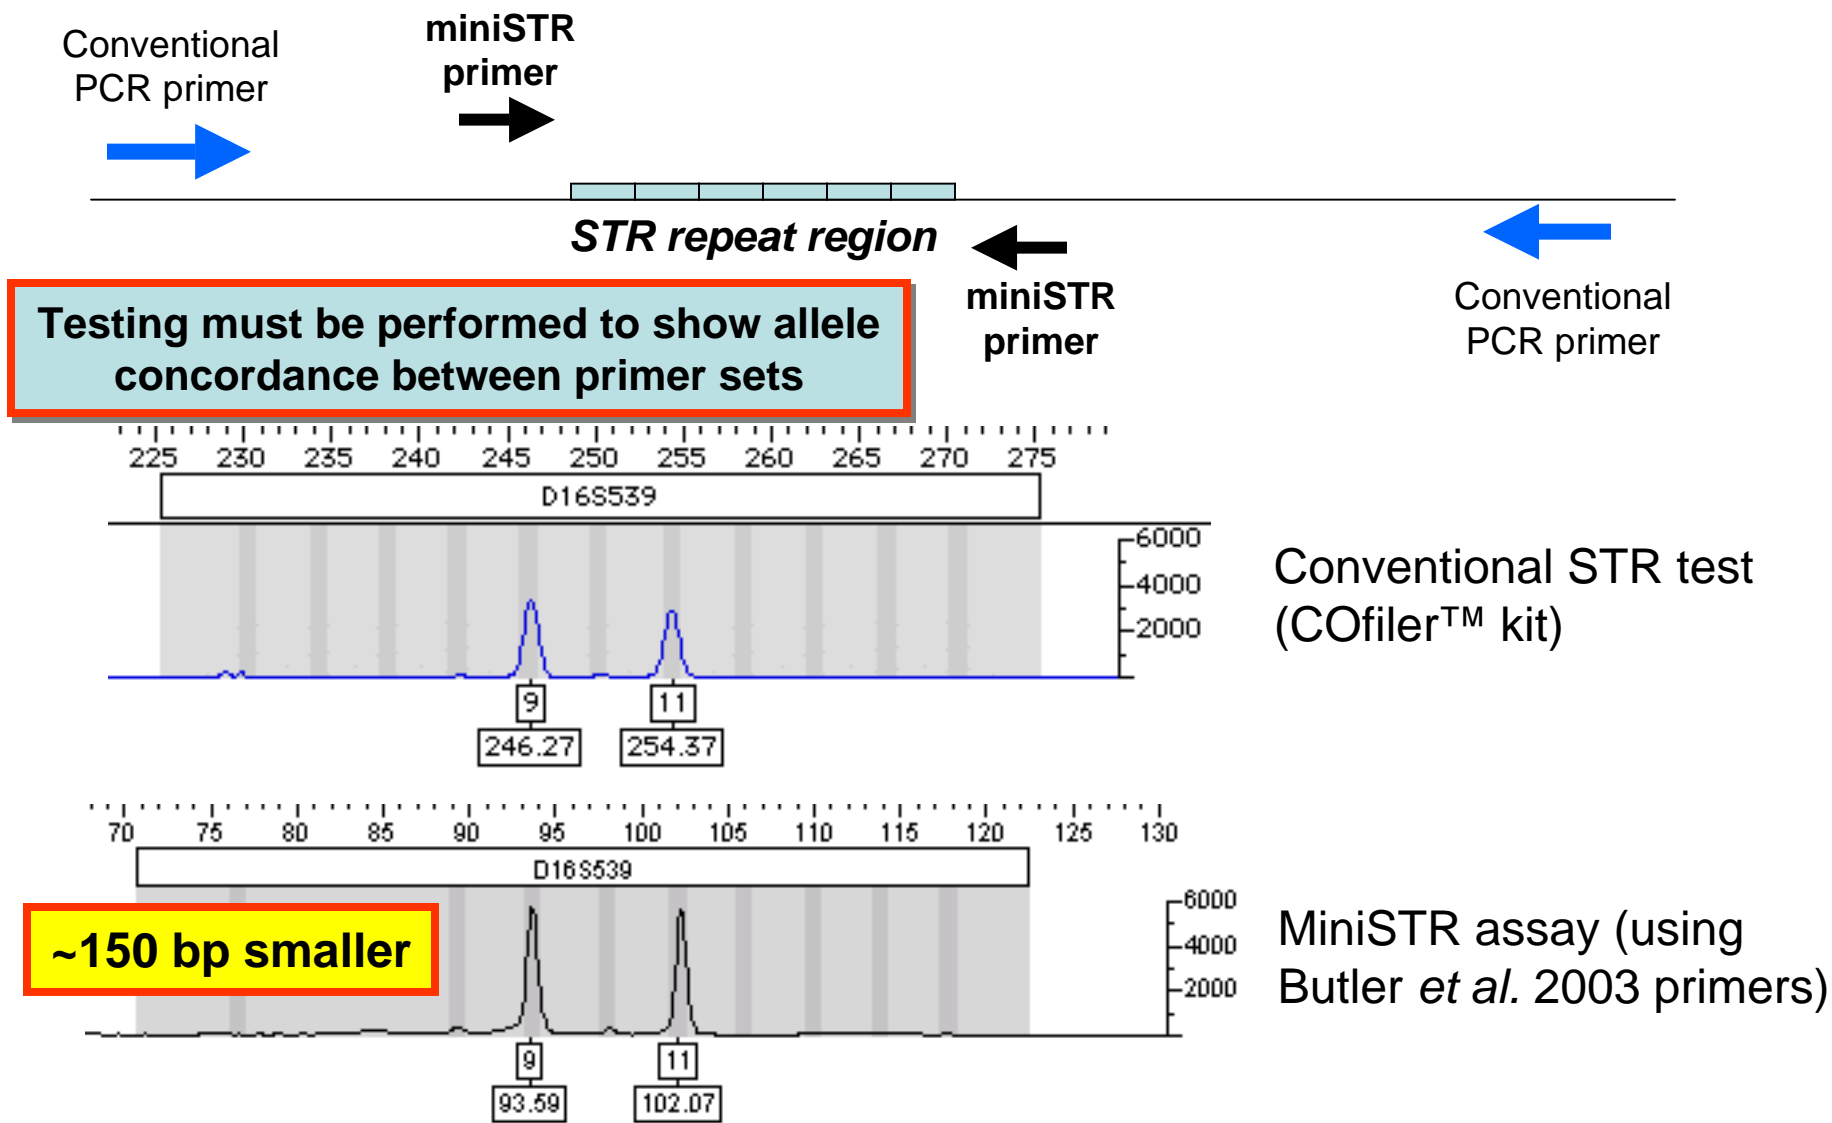 Conventional
PCR primer
miniSTR
primer
STR repeat region
miniSTR
primer
Conventional
PCR primer
Testing must be performed to show allele
concordance between primer sets
225 230 235 240 245 250 255 260 265 270 275
D16S539
6000
4000
2000
9 11
246.27 254.37
Conventional STR test
(COfiler™ kit)
70 75 80 85 90 95 100 105 110 115 120 125 130
D16S539
~150 bp smaller
6000
4000
2000
9 11
93.59 102.07
MiniSTR assay (using
Butler et al. 2003 primers)